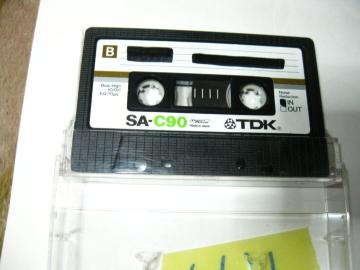 B
Bias: High
EQ: 70μs
Noise
Reduction
IN
OUT
SA-C90
Made in Japan
TDK